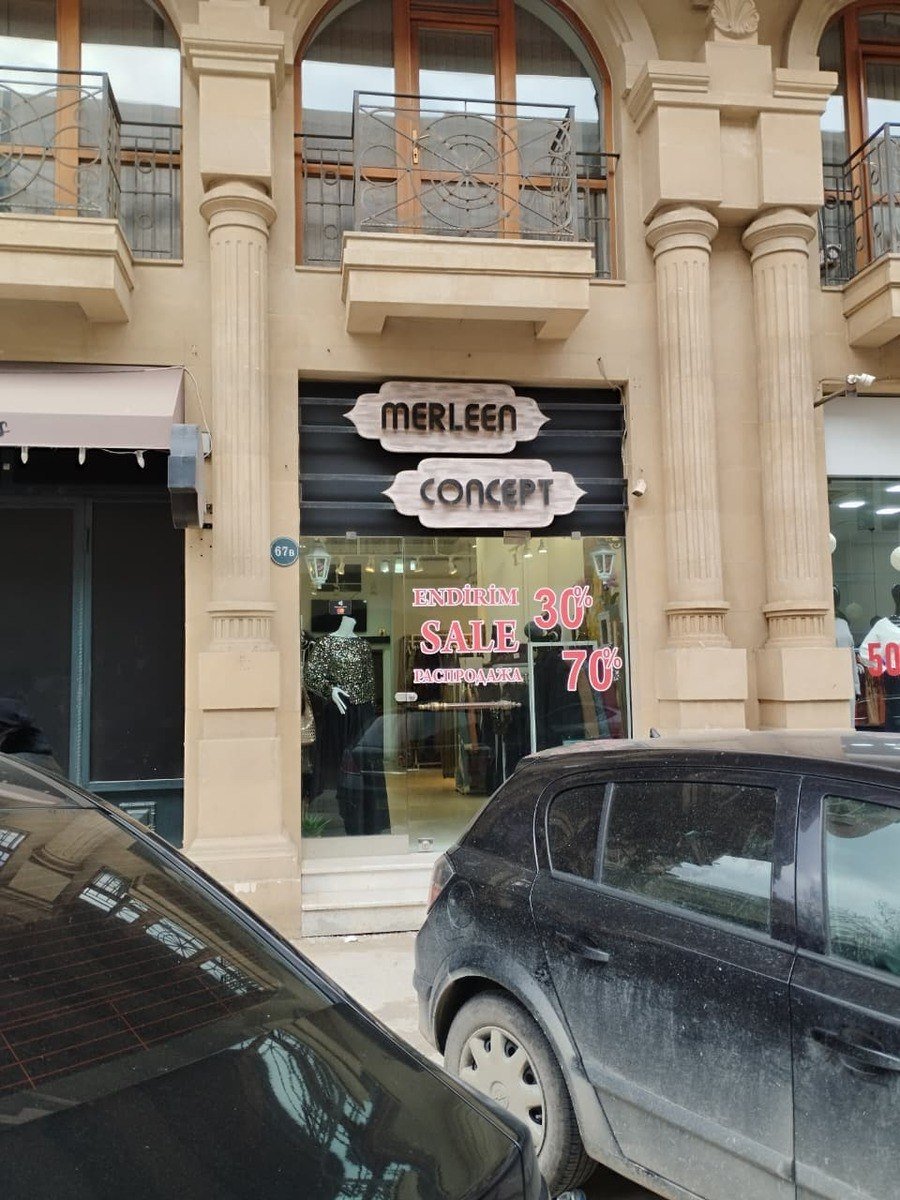 MERLEEN
CONCEPT
67B
ENDİRİM 30%
SALE
РАСПРОДАЖА 70%
50